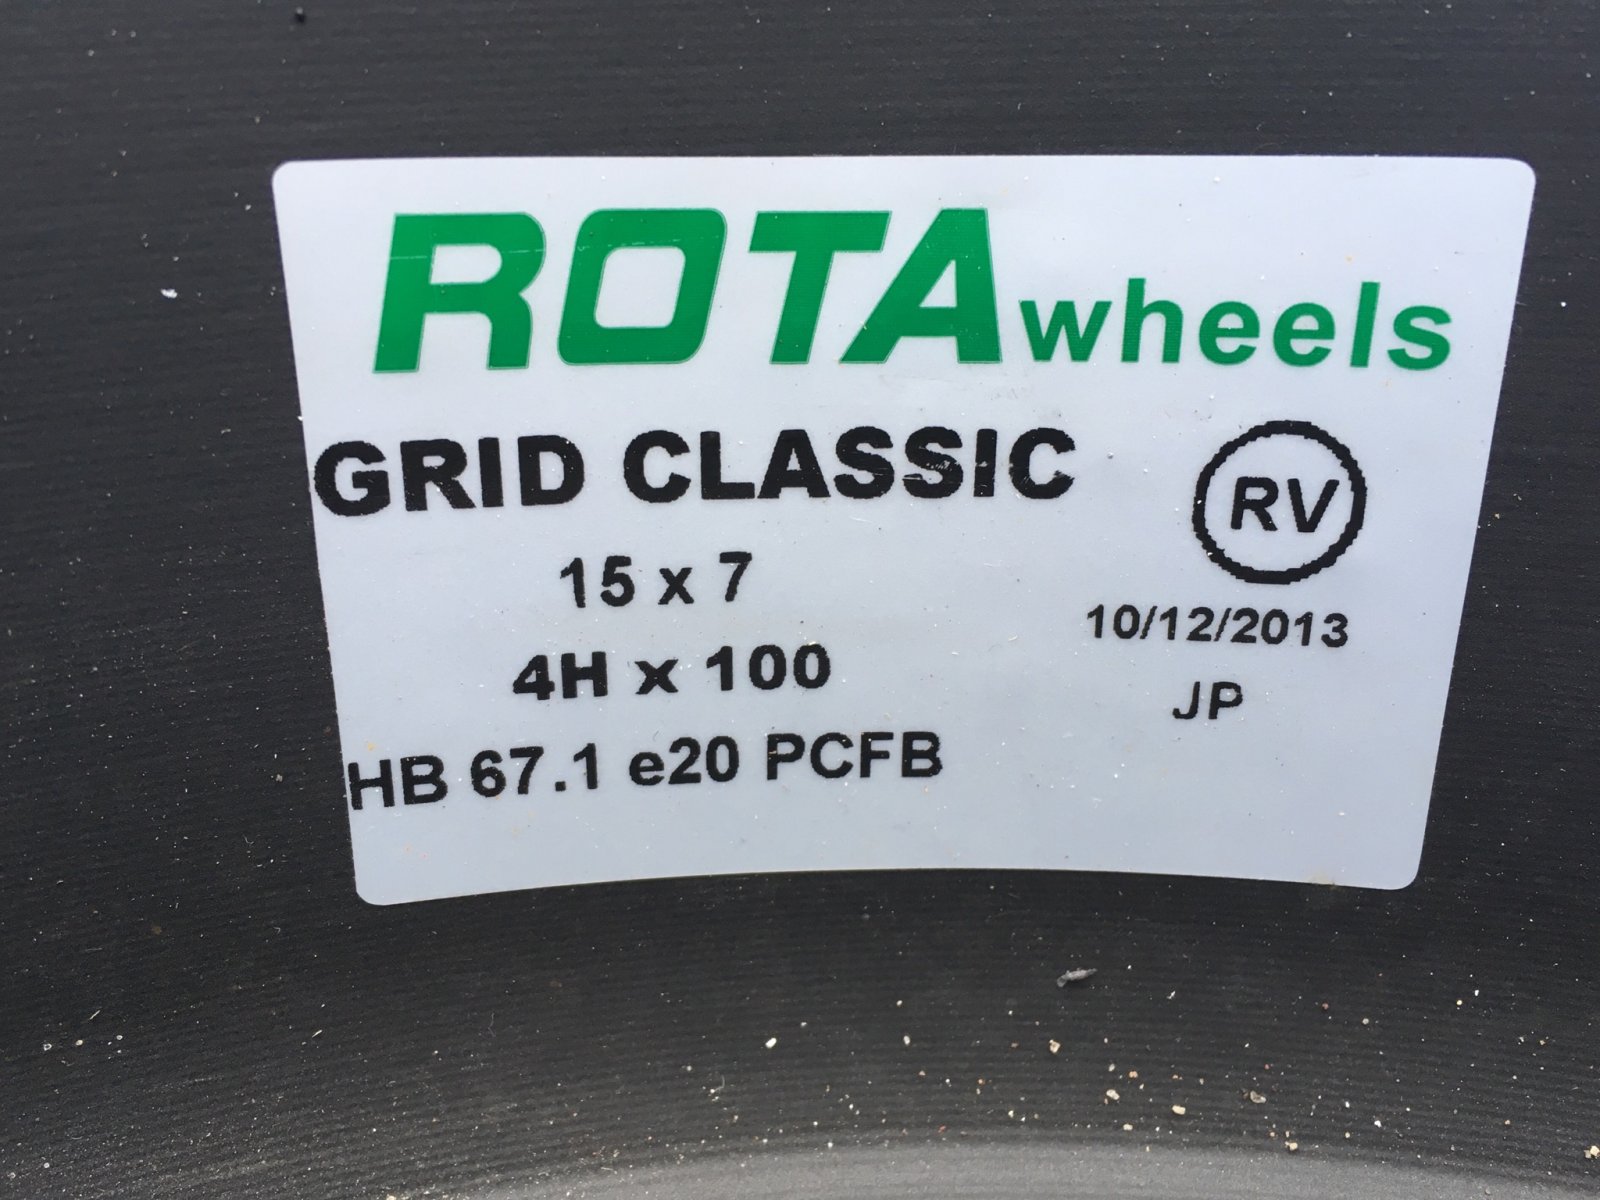 ROTA wheels
GRID CLASSIC
RV
15 x 7
10/12/2013
4H x 100
JP
HB 67.1 e20 PCFB